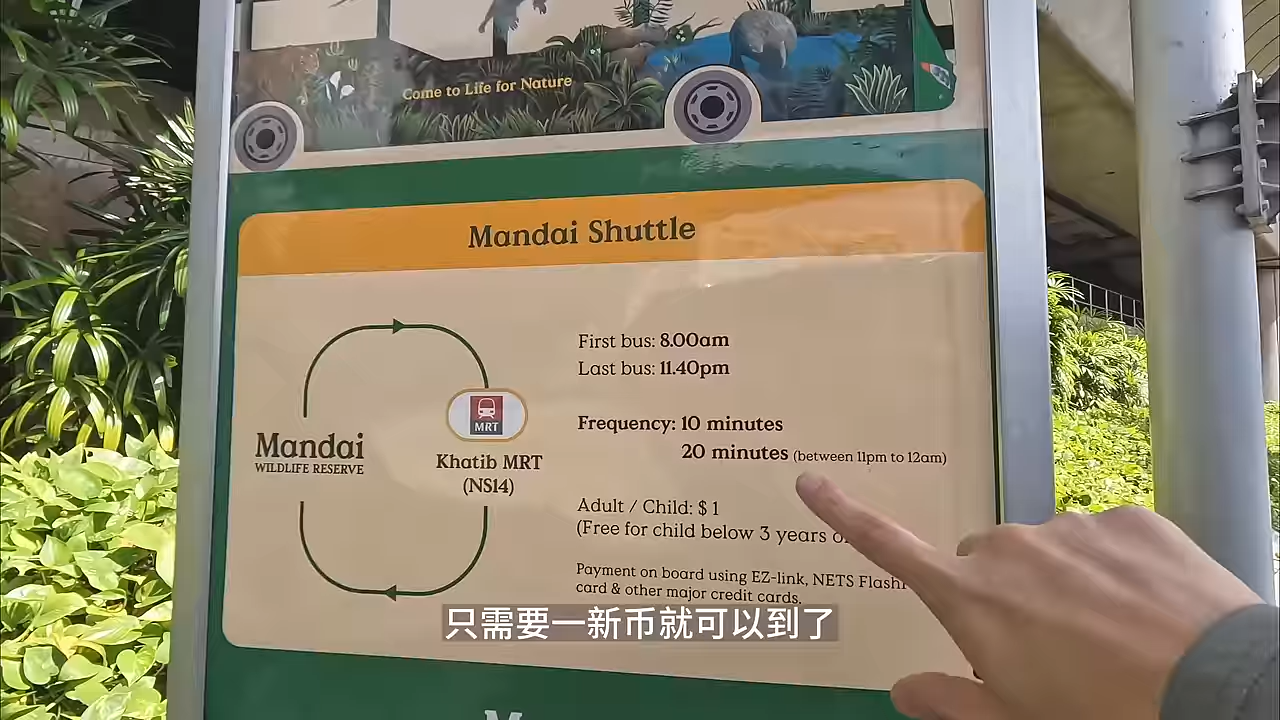 Come to Life for Nature
Mandai Shuttle
Mandai
WILDLIFE RESERVE
MRT
Khatib MRT
(NS14)
First bus: 8.00am
Last bus: 11.40pm
Frequency: 10 minutes
20 minutes (between 11pm to 12am)
Adult / Child: $ 1
(Free for child below 3 years
Payment on board using EZ-link, NETS
card & other major credit cards.
只需要一新币就可以到了